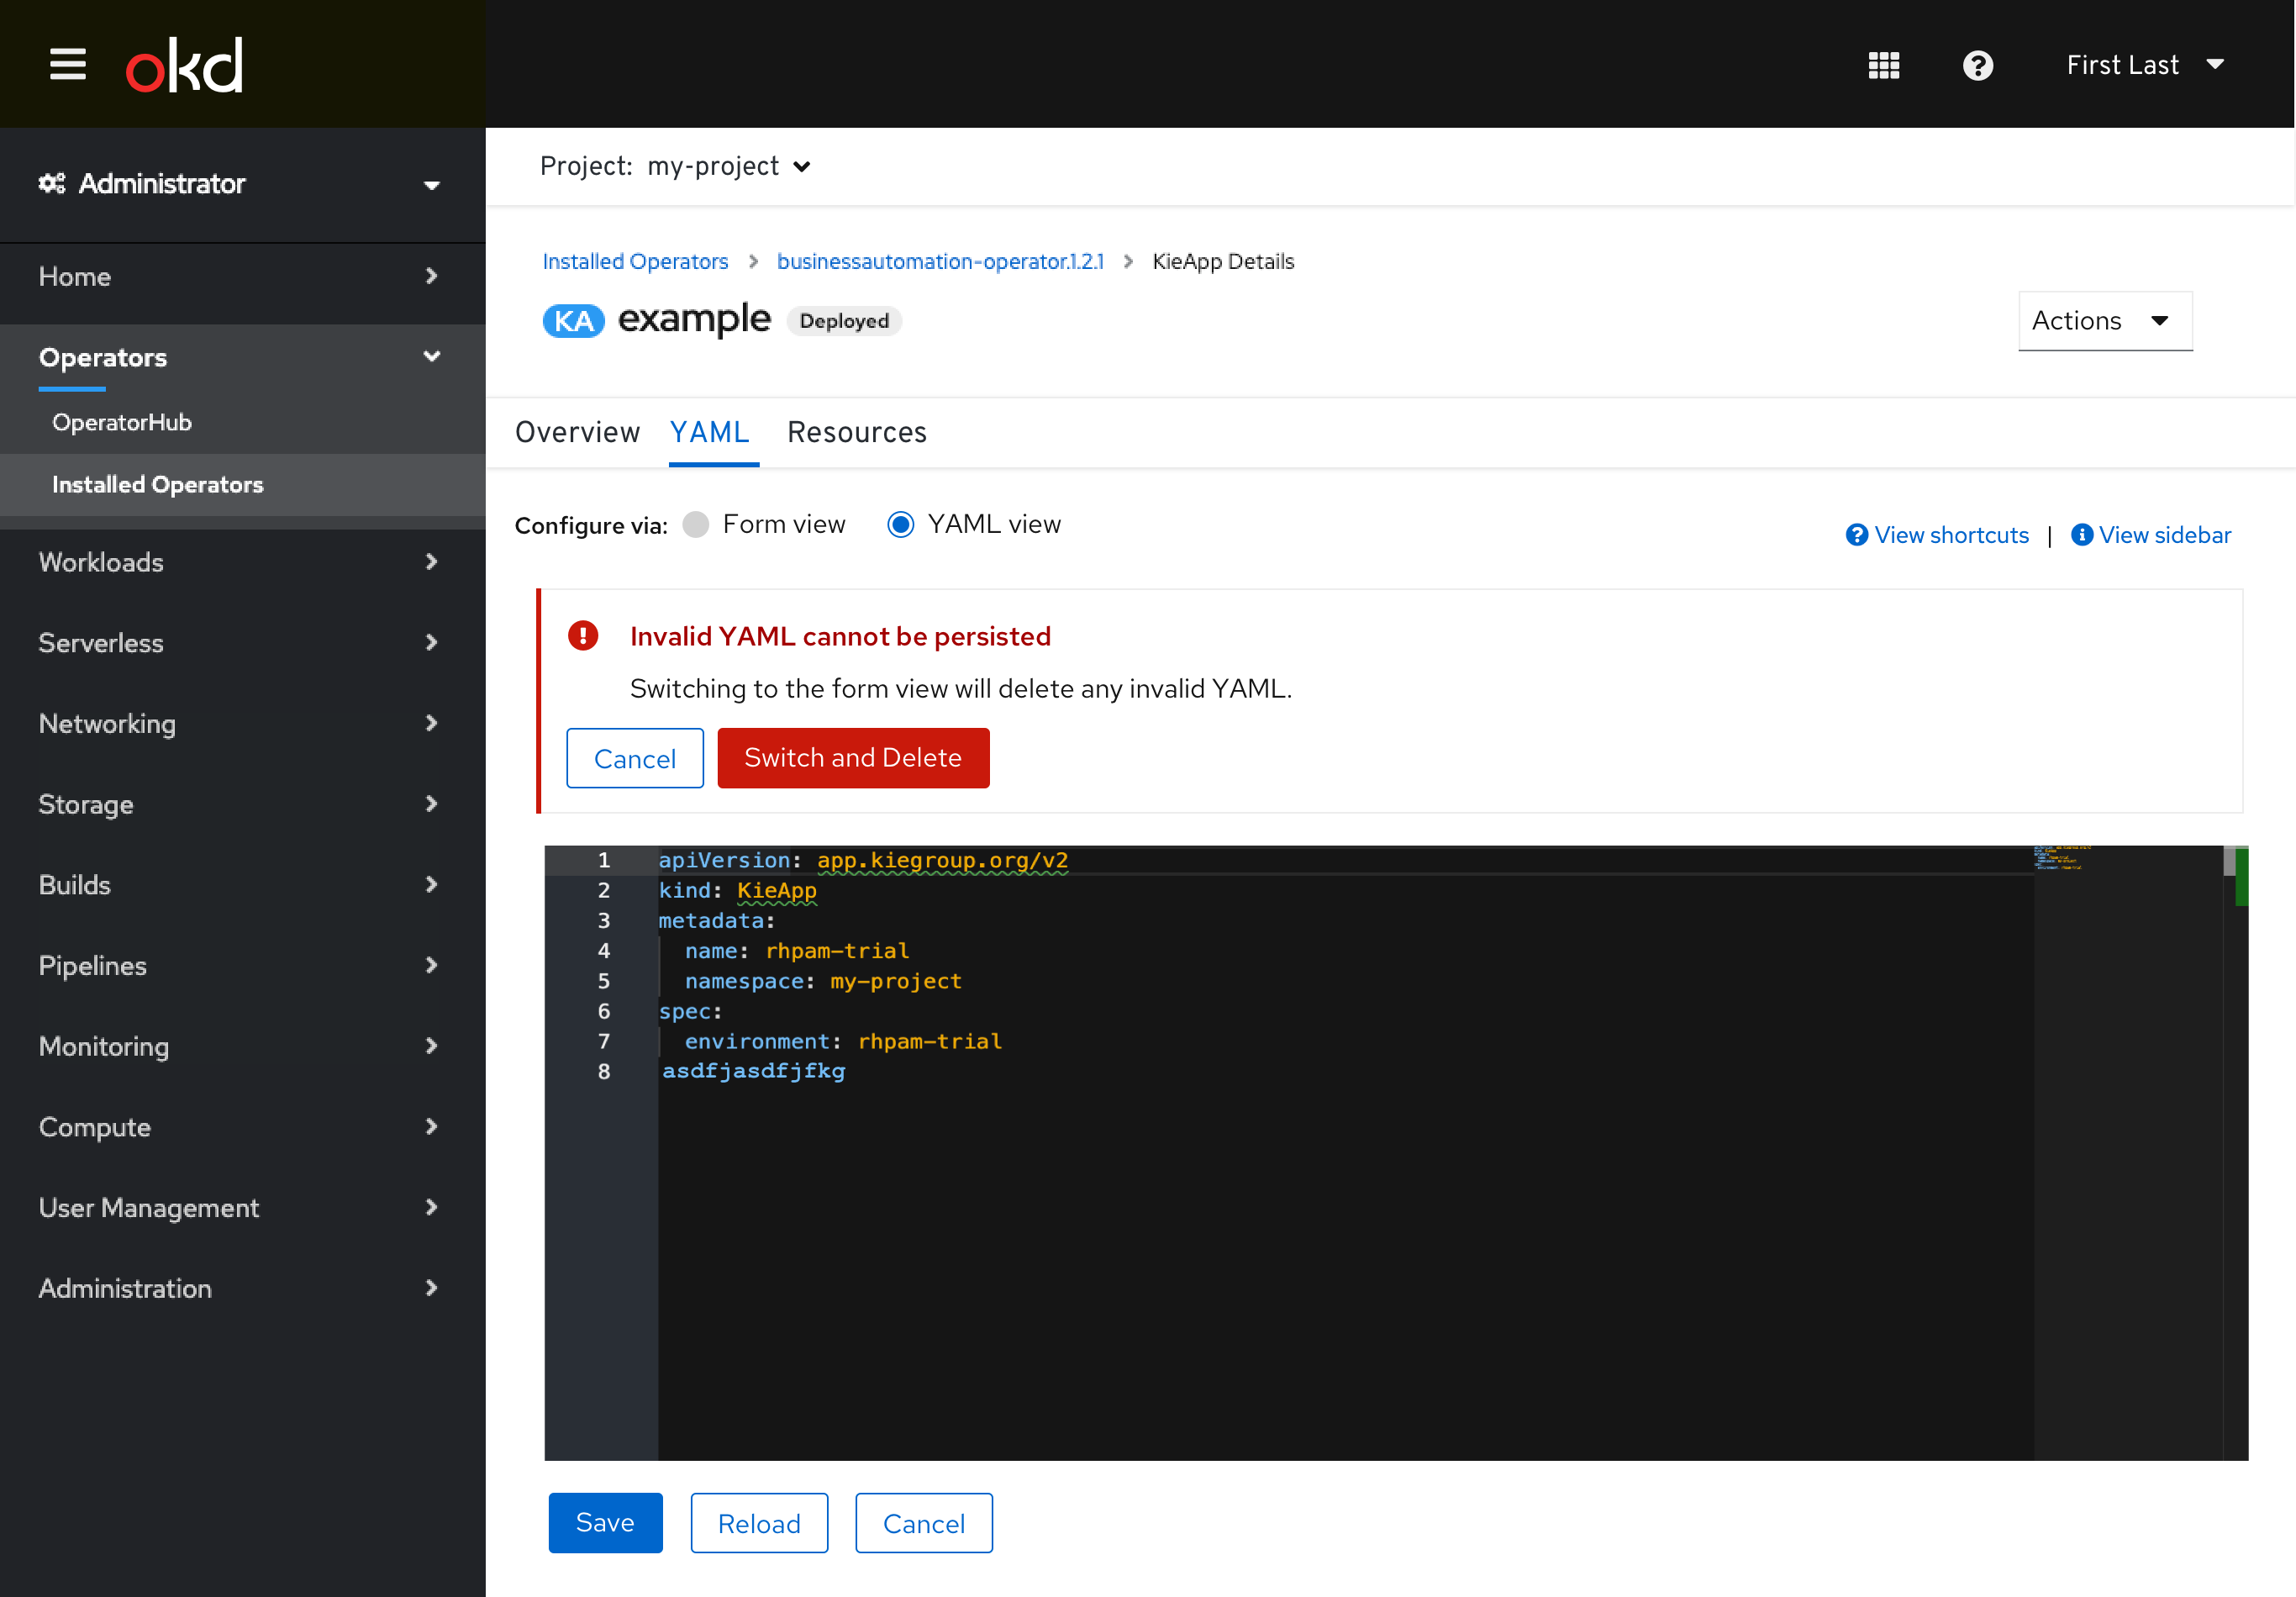 okd
First Last
Administrator
Home
Operators
OperatorHub
Installed Operators
Workloads
Serverless
Networking
Storage
Builds
Pipelines
Monitoring
Compute
User Management
Administration
Project: my-project
Installed Operators > businessautomation-operator.1.2.1 > KieApp Details
KA example Deployed
Actions
Overview YAML Resources
Configure via: Form view YAML view
View shortcuts | View sidebar
Invalid YAML cannot be persisted
Switching to the form view will delete any invalid YAML.
Cancel Switch and Delete
1 apiVersion: app.kiegroup.org/v2
2 kind: KieApp
3 metadata:
4 name: rhpam-trial
5 namespace: my-project
6 spec:
7 environment: rhpam-trial
8 asdfjasdfjfkg
Save Reload Cancel